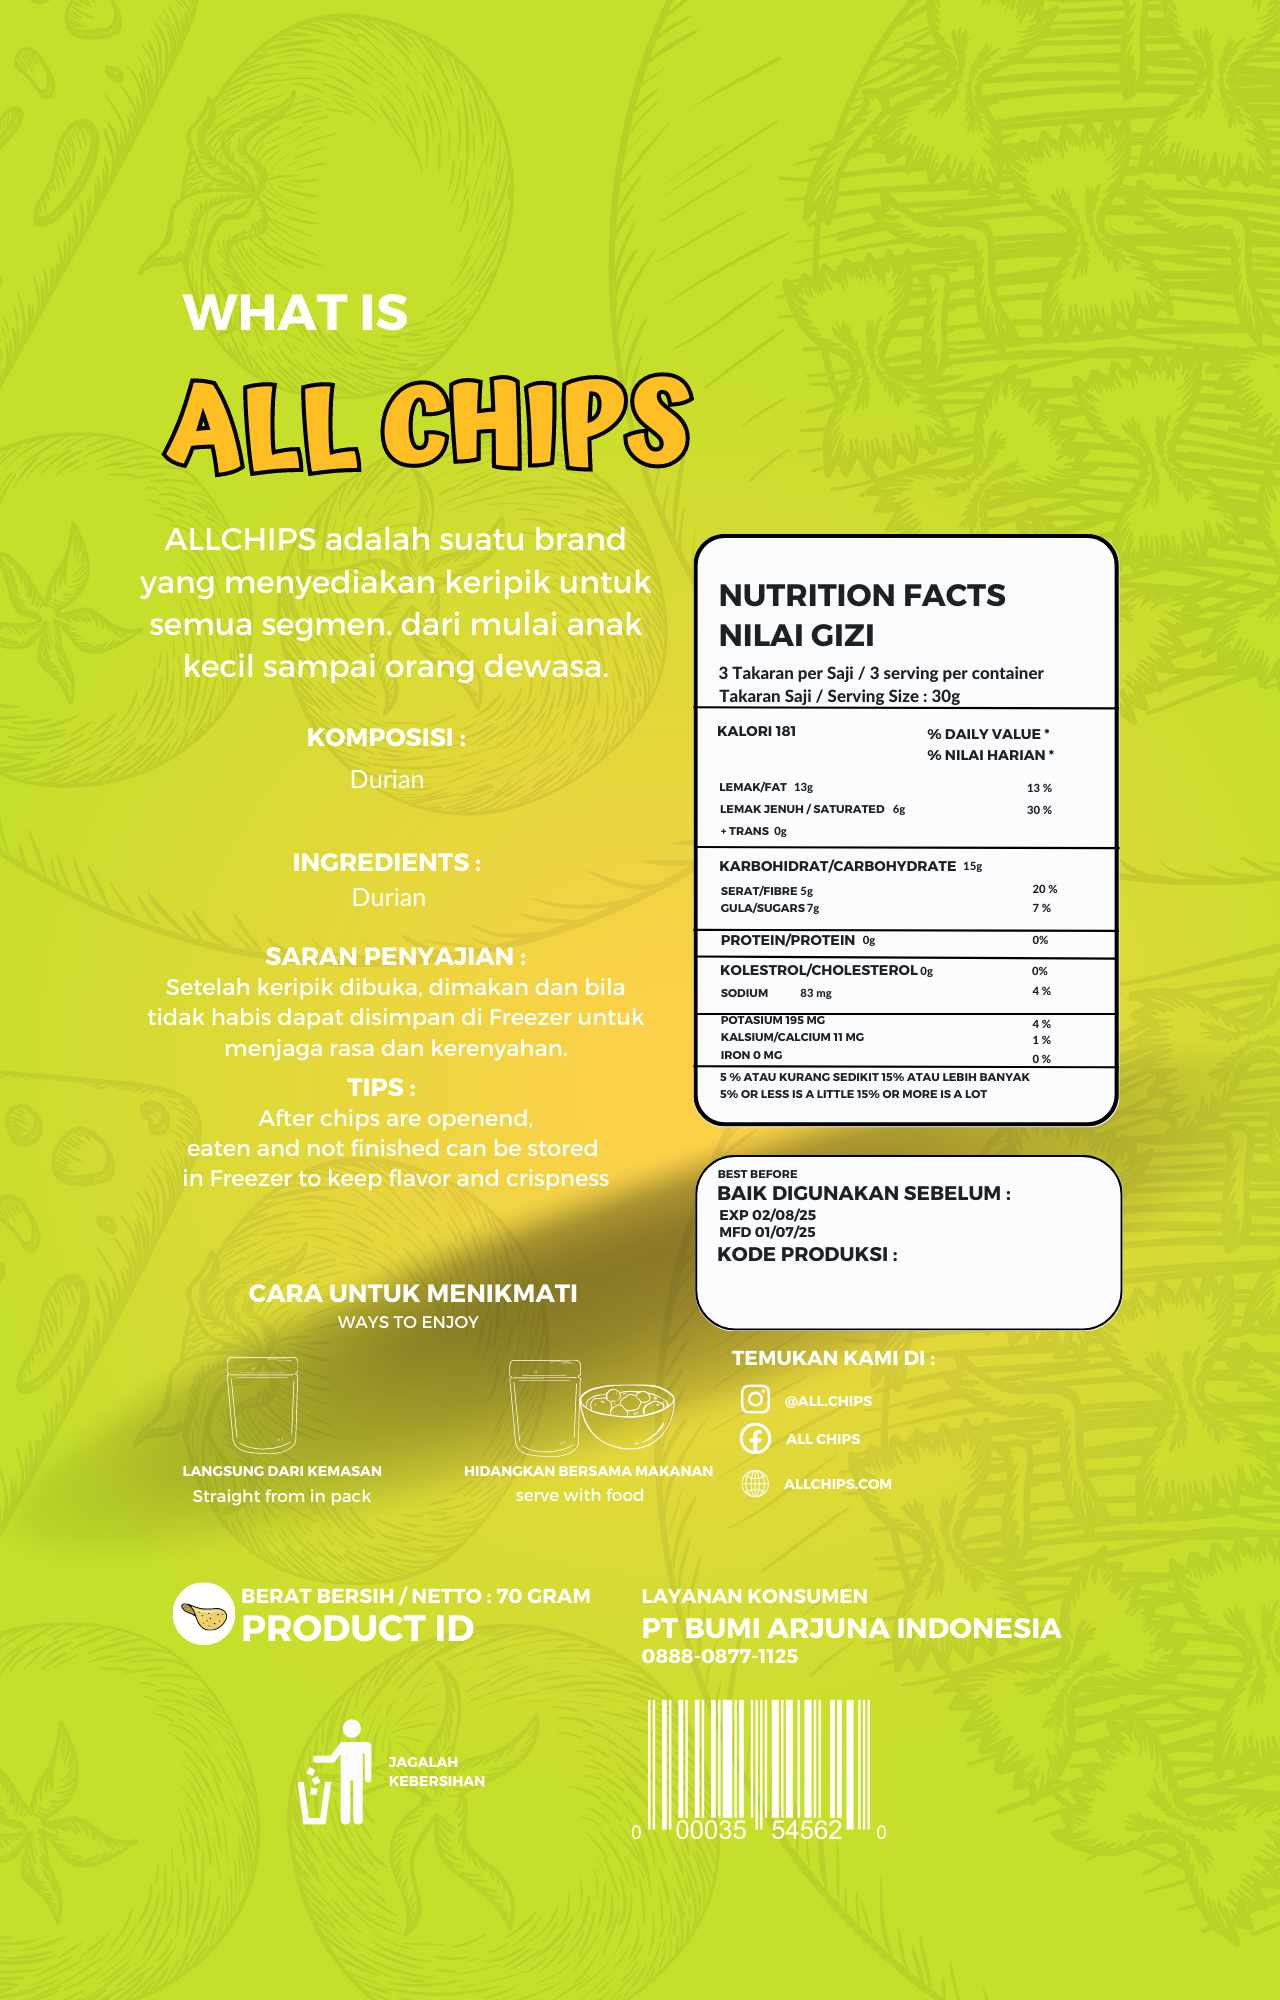 WHAT IS
ALL CHIPS
ALLCHIPS adalah suatu brand
yang menyediakan keripik untuk
semua segmen. dari mulai anak
kecil sampai orang dewasa.
KOMPOSISI :
Durian
INGREDIENTS :
Durian
SARAN PENYAJIAN :
Setelah keripik dibuka, dimakan dan bila
tidak habis dapat disimpan di Freezer untuk
menjaga rasa dan kerenyahan.
TIPS :
After chips are openend,
eaten and not finished can be stored
in Freezer to keep flavor and crispness
NUTRITION FACTS
NILAI GIZI
3 Takaran per Saji / 3 serving per container
Takaran Saji / Serving Size : 30g
KALORI 181
% DAILY VALUE *
% NILAI HARIAN *
LEMAK/FAT 13g 13 %
LEMAK JENUH / SATURATED 6g 30 %
+ TRANS 0g
KARBOHIDRAT/CARBOHYDRATE 15g
SERAT/FIBRE 5g 20 %
GULA/SUGARS 7g 7 %
PROTEIN/PROTEIN 0g 0%
KOLESTROL/CHOLESTEROL 0g 0%
SODIUM 83 mg 4 %
POTASIUM 195 MG 4 %
KALSIUM/CALCIUM 11 MG 1 %
IRON 0 MG 0 %
5 % ATAU KURANG SEDIKIT 15% ATAU LEBIH BANYAK
5% OR LESS IS A LITTLE 15% OR MORE IS A LOT
BEST BEFORE
BAIK DIGUNAKAN SEBELUM :
EXP 02/08/25
MFD 01/07/25
KODE PRODUKSI :
CARA UNTUK MENIKMATI
WAYS TO ENJOY
LANGSUNG DARI KEMASAN
Straight from in pack
HIDANGKAN BERSAMA MAKANAN
serve with food
TEMUKAN KAMI DI :
@ALL.CHIPS
ALL CHIPS
ALLCHIPS.COM
BERAT BERSIH / NETTO : 70 GRAM
PRODUCT ID
LAYANAN KONSUMEN
PT BUMI ARJUNA INDONESIA
0888-0877-1125
JAGALAH
KEBERSIHAN
0 00035 54562 0